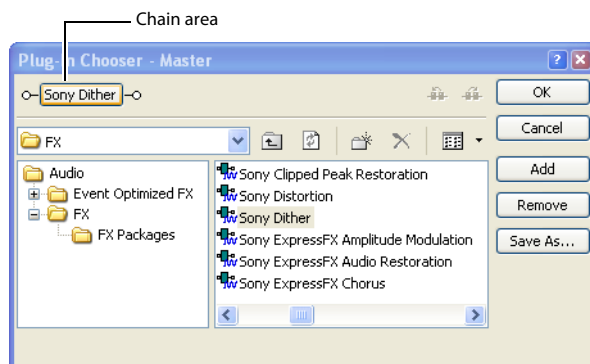 Chain area
Plug-In Chooser - Master
Sony Dither
OK
Cancel
Add
Remove
Save As...
FX
Audio
Event Optimized FX
FX
FX Packages
Sony Clipped Peak Restoration
Sony Distortion
Sony Dither
Sony ExpressFX Amplitude Modulation
Sony ExpressFX Audio Restoration
Sony ExpressFX Chorus